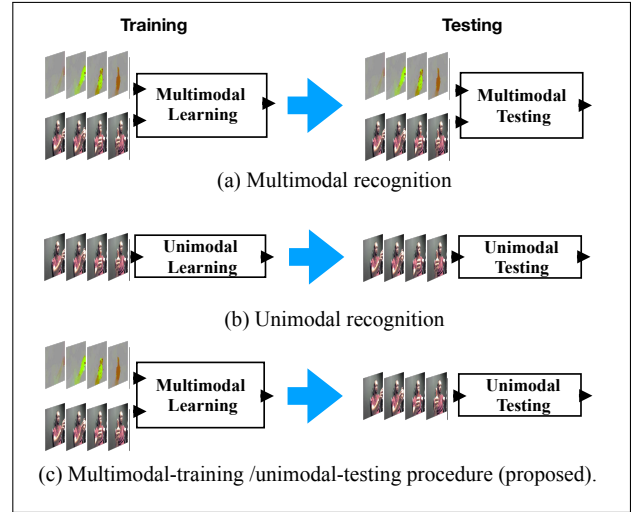 Training
Testing
Multimodal
Learning
Multimodal
Testing
(a) Multimodal recognition
Unimodal
Learning
Unimodal
Testing
(b) Unimodal recognition
Multimodal
Learning
Unimodal
Testing
(c) Multimodal-training /unimodal-testing procedure (proposed).